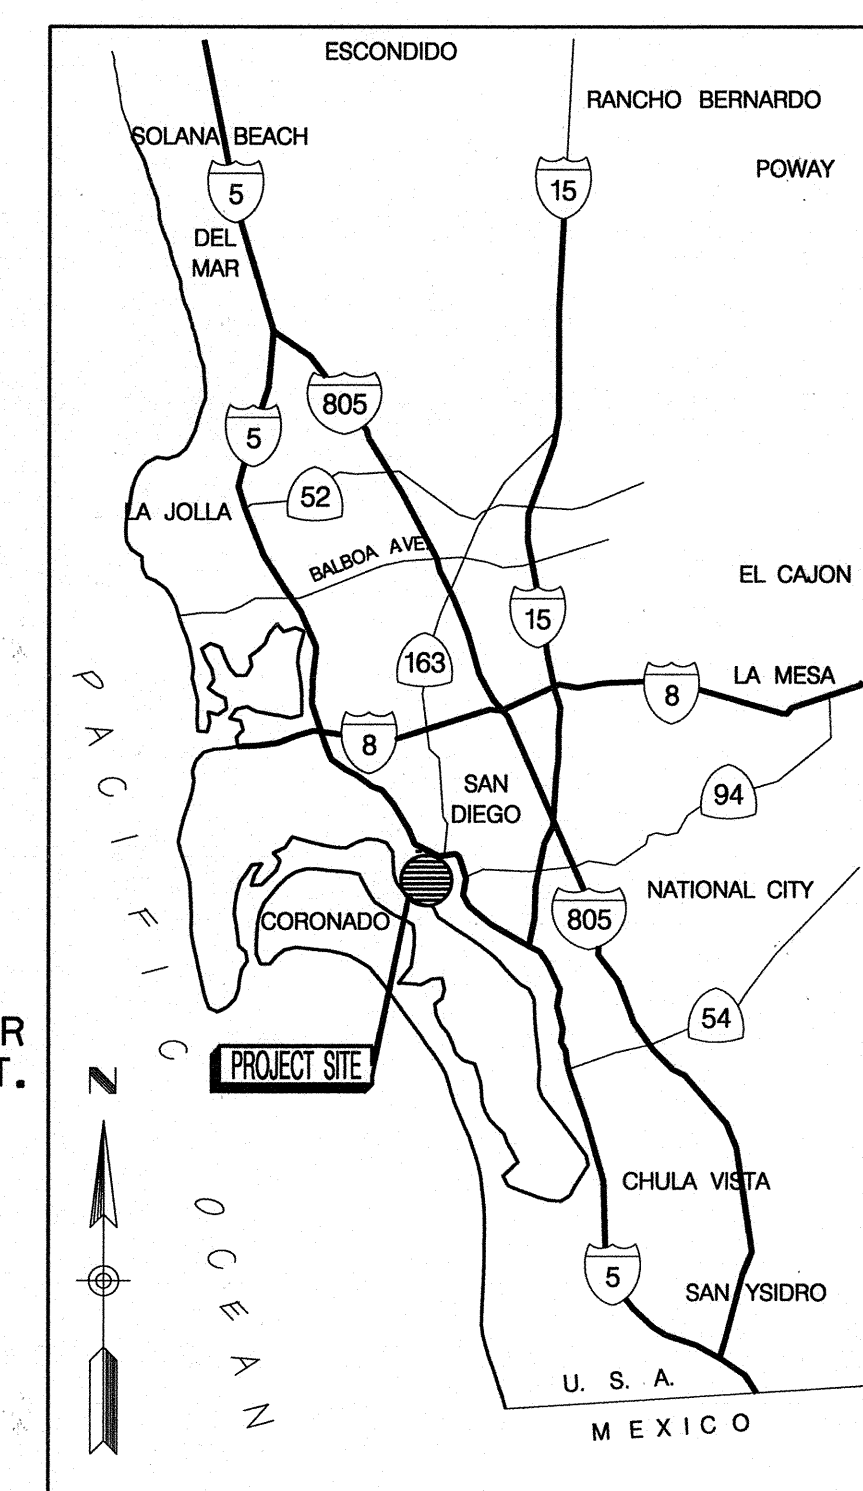 ESCONDIDO
RANCHO BERNARDO
SOLANA BEACH
POWAY
5
15
DEL
MAR
805
5
52
LA JOLLA
BALBOA AVE.
EL CAJON
15
163
LA MESA
8
8
PACIFIC
SAN
DIEGO
94
NATIONAL CITY
CORONADO
805
54
R
T.
PROJECT SITE
N
CHULA VISTA
OCEAN
5
SAN YSIDRO
U. S. A.
MEXICO